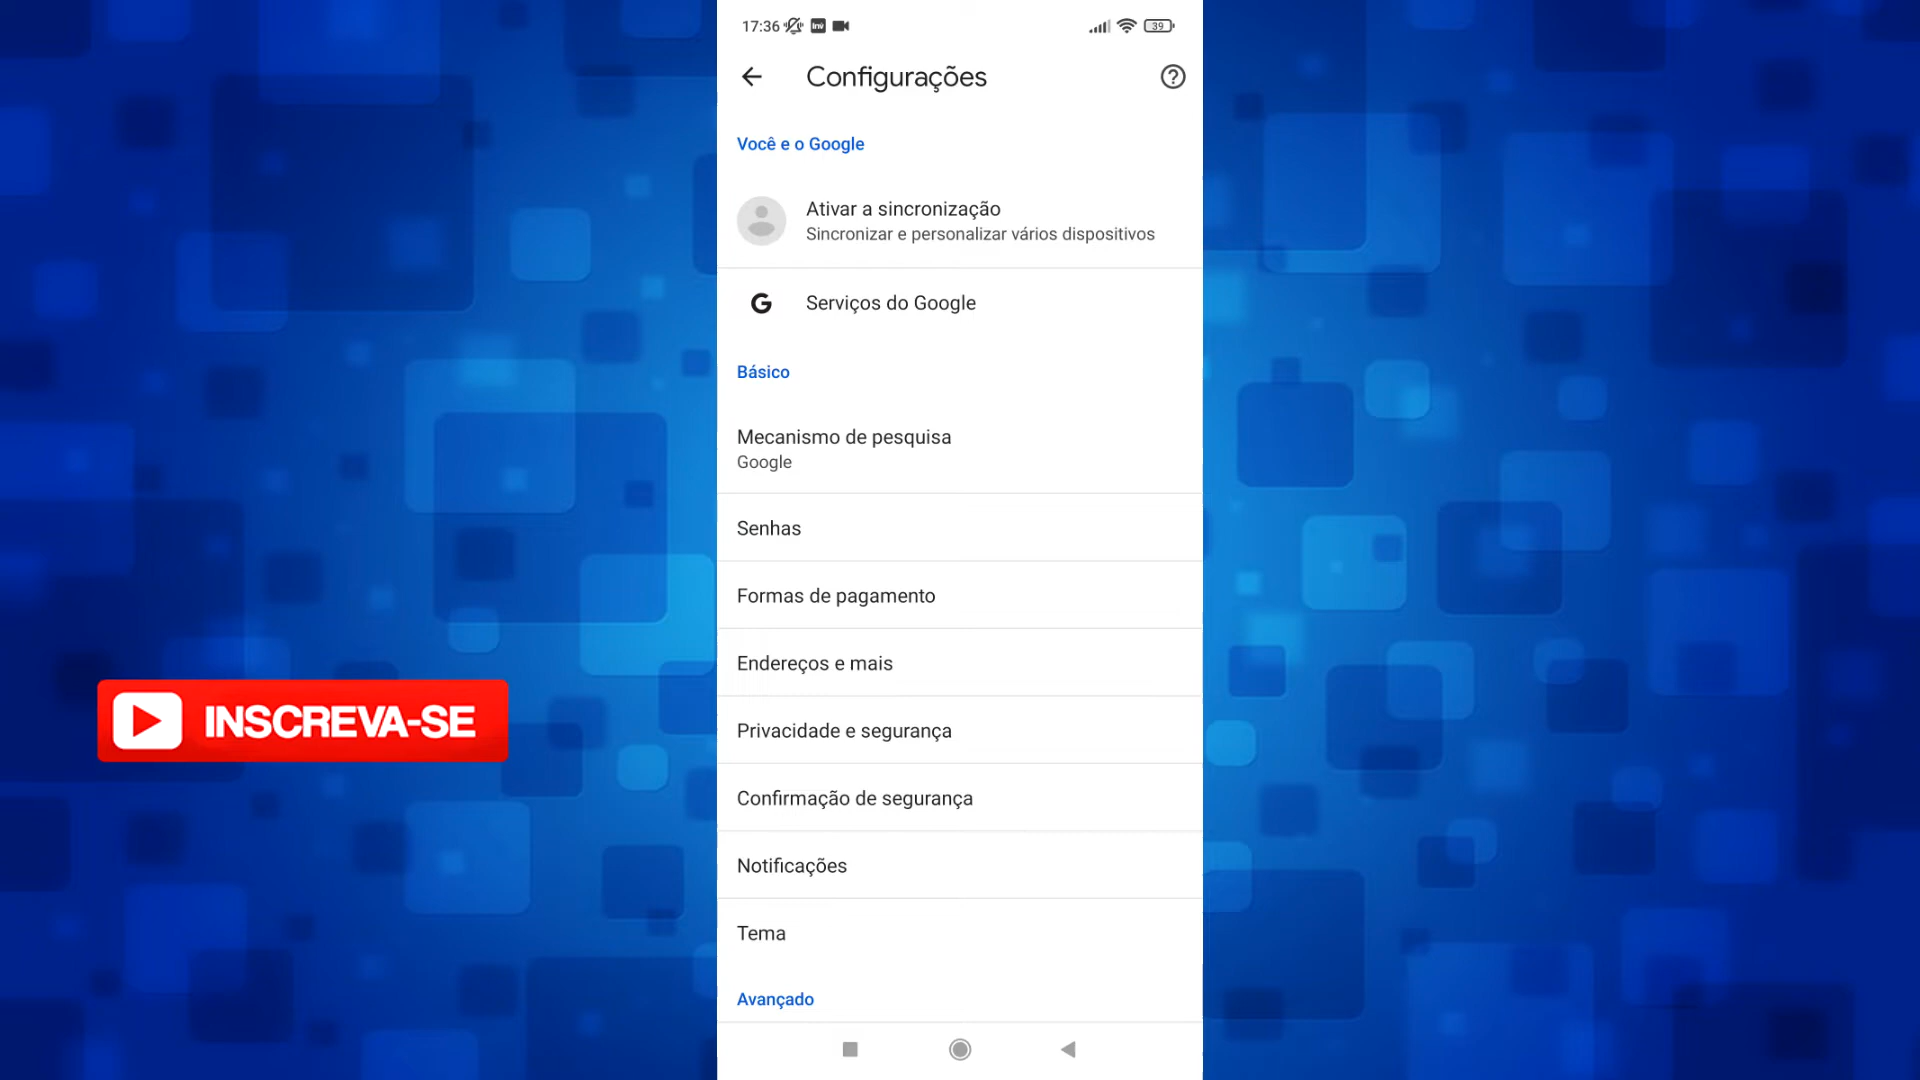 17:36
39
Configurações
Você e o Google
Ativar a sincronização
Sincronizar e personalizar vários dispositivos
G Serviços do Google
Básico
Mecanismo de pesquisa
Google
Senhas
Formas de pagamento
Endereços e mais
Privacidade e segurança
INSCREVA-SE
Confirmação de segurança
Notificações
Tema
Avançado